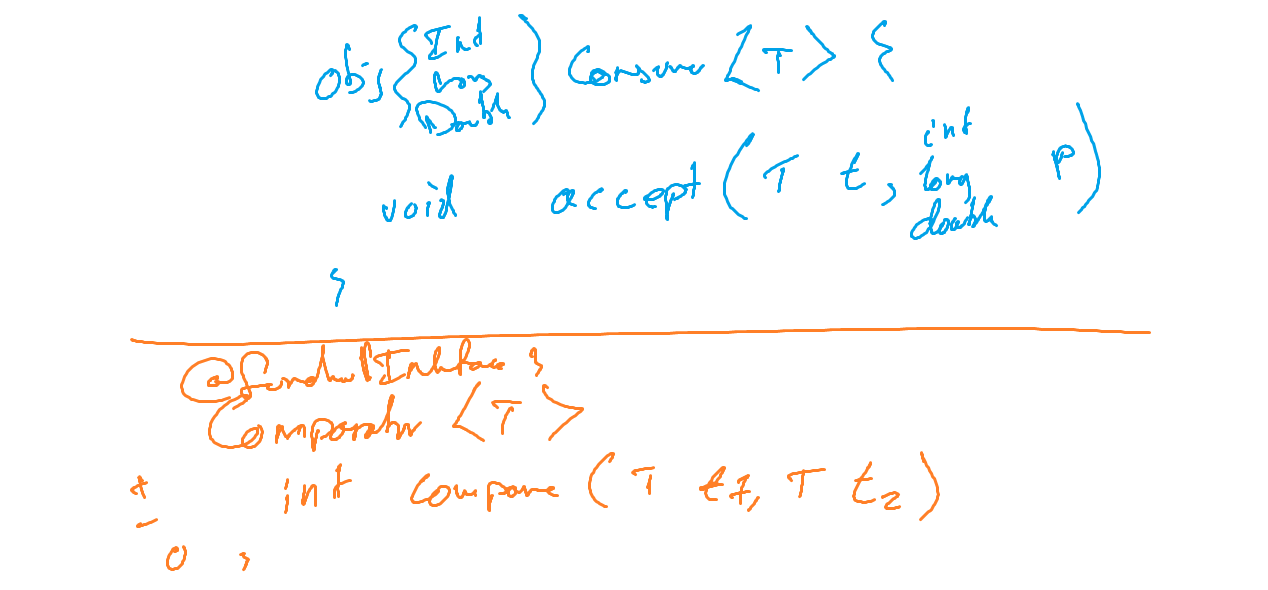 Obj { Int } Consumer <T> {
Long
Double
void accept (T t, int p)
long
double
}
@FunctionalInterface {
Comparator <T>
+ int compare (T t1, T t2)
-
0 }